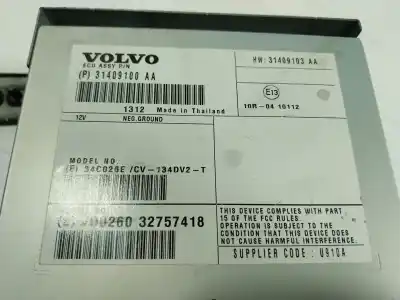 VOLVO
ECU ASSY P/N
(P) 31409100 AA
HW: 31409103 AA
E13
10R-04 16112
1312 Made in Thailand
12V NEG.GROUND
MODEL NO
34C026E /CV-134DV2-T
32757418
THIS DEVICE COMPLIES WITH PART
15 OF THE FCC RULES.
OPERATION IS SUBJECT TO THE
CONDITION THAT THIS DEVICE DOES
NOT CAUSE HARMFUL INTERFERENCE.
SUPPLIER CODE: U910A